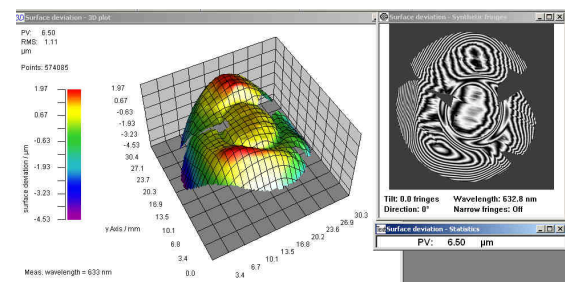 Surface deviation - 3D plot
PV: 6.50
RMS: 1.11
µm
Points: 574085
1.97
0.67
-0.63
-1.93
-3.23
-4.53
surface deviation / µm
1.97
0.67
-0.63
-1.93
-3.23
-4.53
30.4
27.1
23.7
20.3
16.9
13.5
10.1
6.8
3.4
0.0
y Axis / mm
3.4
6.7
10.1
13.5
16.8
20.2
23.6
26.9
30.3
Meas. wavelength = 633 nm
Surface deviation - Synthetic fringes
Tilt: 0.0 fringes Wavelength: 632.8 nm
Direction: 0° Narrow fringes: Off
Surface deviation - Statistics
PV: 6.50 µm